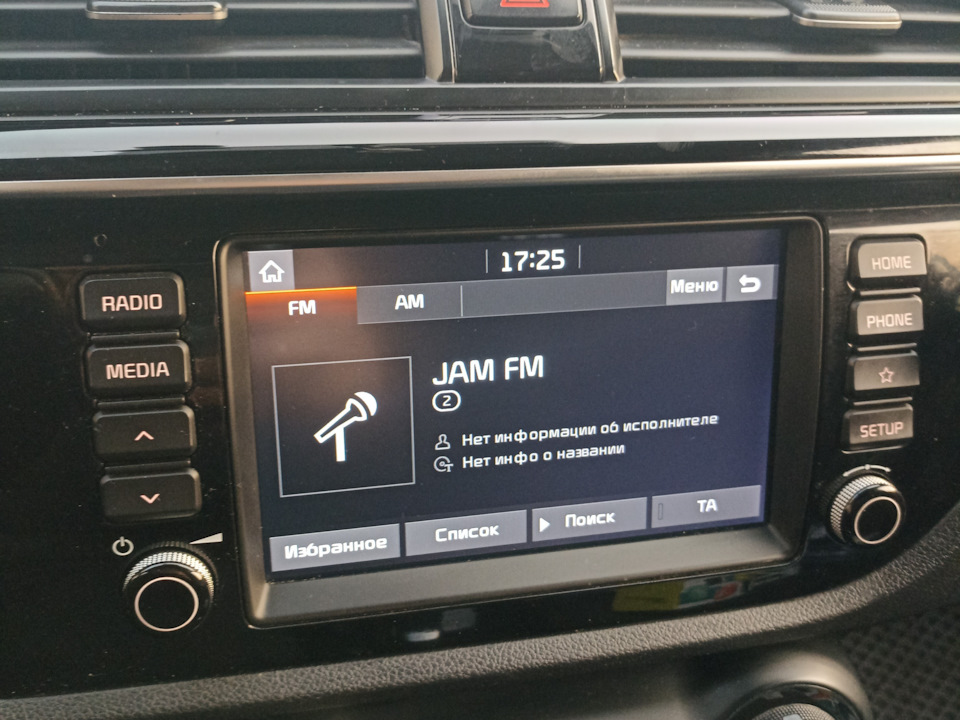 17:25
FM
AM
Меню
RADIO
MEDIA
JAM FM
2
Нет информации об исполнителе
Нет инфо о названии
Избранное
Список
Поиск
TA
HOME
PHONE
SETUP